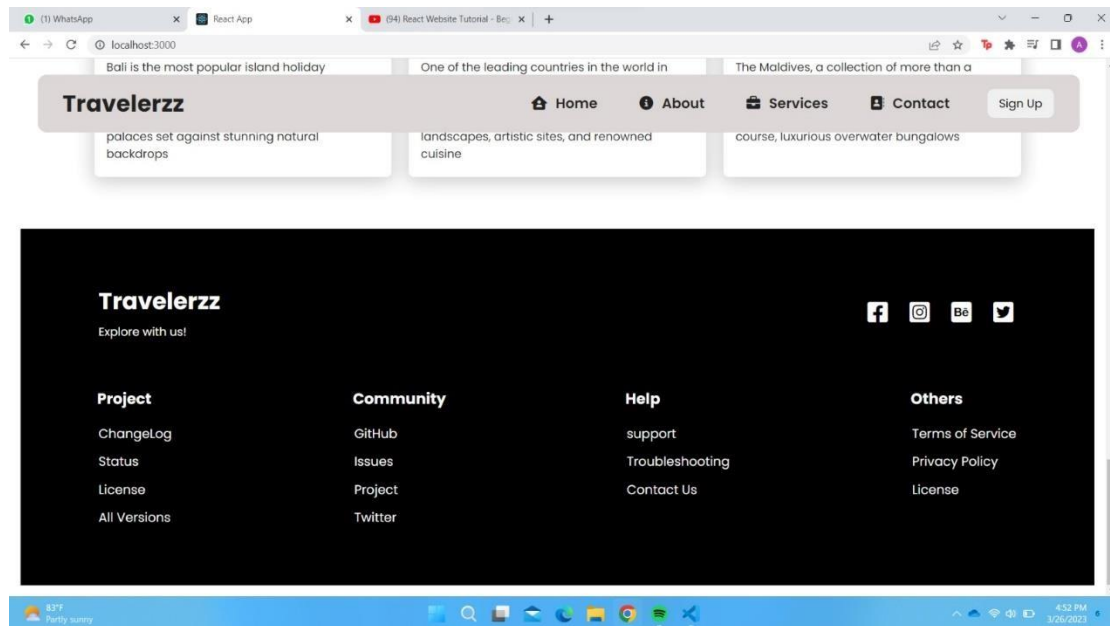 (1) WhatsApp
React App
(94) React Website Tutorial - Beg
localhost:3000
Tp
A
Bali is the most popular island holiday
One of the leading countries in the world in
The Maldives, a collection of more than a
Travelerzz
Home
About
Services
Contact
Sign Up
palaces set against stunning natural
backdrops
landscapes, artistic sites, and renowned
cuisine
course, luxurious overwater bungalows
Travelerzz
Explore with us!
Bē
Project
ChangeLog
Status
License
All Versions
Community
GitHub
Issues
Project
Twitter
Help
support
Troubleshooting
Contact Us
Others
Terms of Service
Privacy Policy
License
83°F
Partly sunny
4:52 PM
3/26/2023